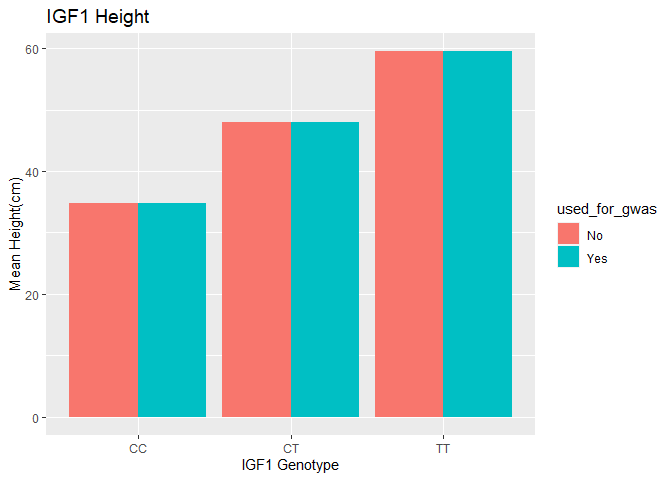 IGF1 Height
Mean Height(cm)
60
40
20
0
CC CT TT
IGF1 Genotype
used_for_gwas
No
Yes